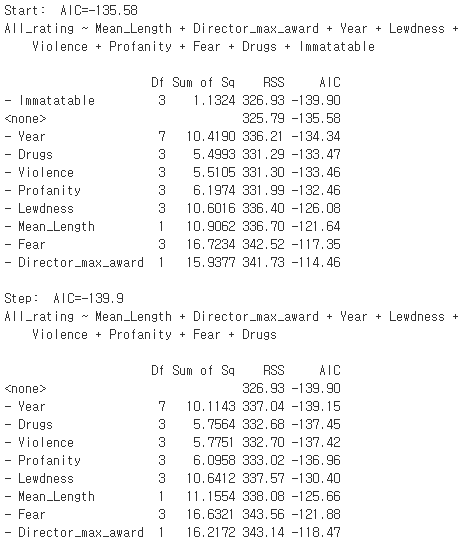 Start:  AIC=-135.58
All_rating ~ Mean_Length + Director_max_award + Year + Lewdness +
    Violence + Profanity + Fear + Drugs + Immatatable

                     Df Sum of Sq    RSS     AIC
- Immatatable         3    1.1324 326.93 -139.90
<none>                            325.79 -135.58
- Year                7   10.4190 336.21 -134.34
- Drugs               3    5.4993 331.29 -133.47
- Violence            3    5.5105 331.30 -133.46
- Profanity           3    6.1974 331.99 -132.46
- Lewdness            3   10.6016 336.40 -126.08
- Mean_Length         1   10.9062 336.70 -121.64
- Fear                3   16.7234 342.52 -117.35
- Director_max_award  1   15.9377 341.73 -114.46

Step:  AIC=-139.9
All_rating ~ Mean_Length + Director_max_award + Year + Lewdness +
    Violence + Profanity + Fear + Drugs

                     Df Sum of Sq    RSS     AIC
<none>                            326.93 -139.90
- Year                7   10.1143 337.04 -139.15
- Drugs               3    5.7564 332.68 -137.45
- Violence            3    5.7751 332.70 -137.42
- Profanity           3    6.0958 333.02 -136.96
- Lewdness            3   10.6412 337.57 -130.40
- Mean_Length         1   11.1554 338.08 -125.66
- Fear                3   16.6321 343.56 -121.88
- Director_max_award  1   16.2172 343.14 -118.47